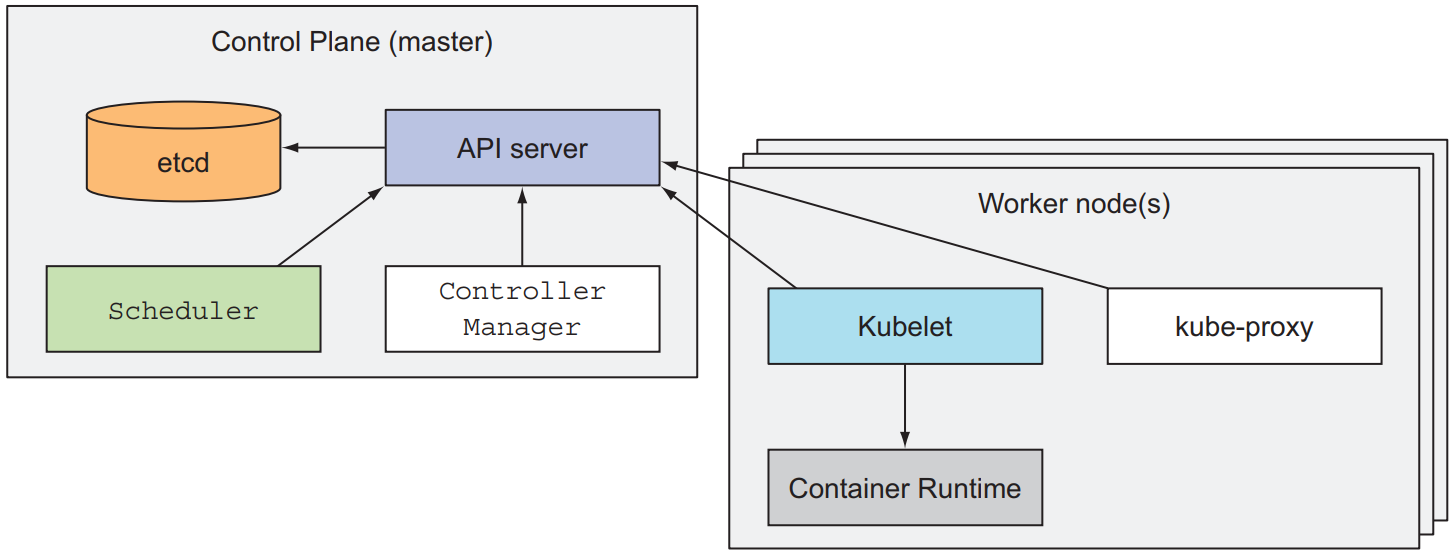 Control Plane (master)
etcd
API server
Scheduler
Controller
Manager
Worker node(s)
Kubelet
kube-proxy
Container Runtime